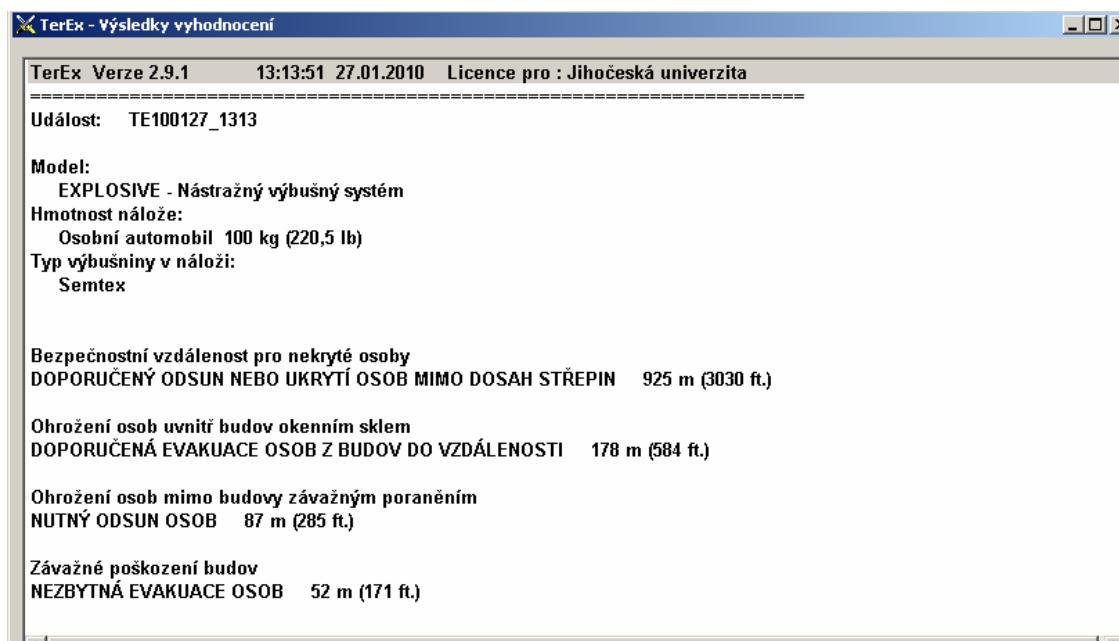 TerEx - Výsledky vyhodnocení
TerEx Verze 2.9.1 13:13:51 27.01.2010 Licence pro : Jihočeská univerzita
======================================================================
Událost: TE100127_1313
Model:
EXPLOSIVE - Nástražný výbušný systém
Hmotnost nálože:
Osobní automobil 100 kg (220,5 lb)
Typ výbušniny v náloži:
Semtex
Bezpečnostní vzdálenost pro nekryté osoby
DOPORUČENÝ ODSUN NEBO UKRYTÍ OSOB MIMO DOSAH STŘEPIN 925 m (3030 ft.)
Ohrožení osob uvnitř budov okenním sklem
DOPORUČENÁ EVAKUACE OSOB Z BUDOV DO VZDÁLENOSTI 178 m (584 ft.)
Ohrožení osob mimo budovy závažným poraněním
NUTNÝ ODSUN OSOB 87 m (285 ft.)
Závažné poškození budov
NEZBYTNÁ EVAKUACE OSOB 52 m (171 ft.)